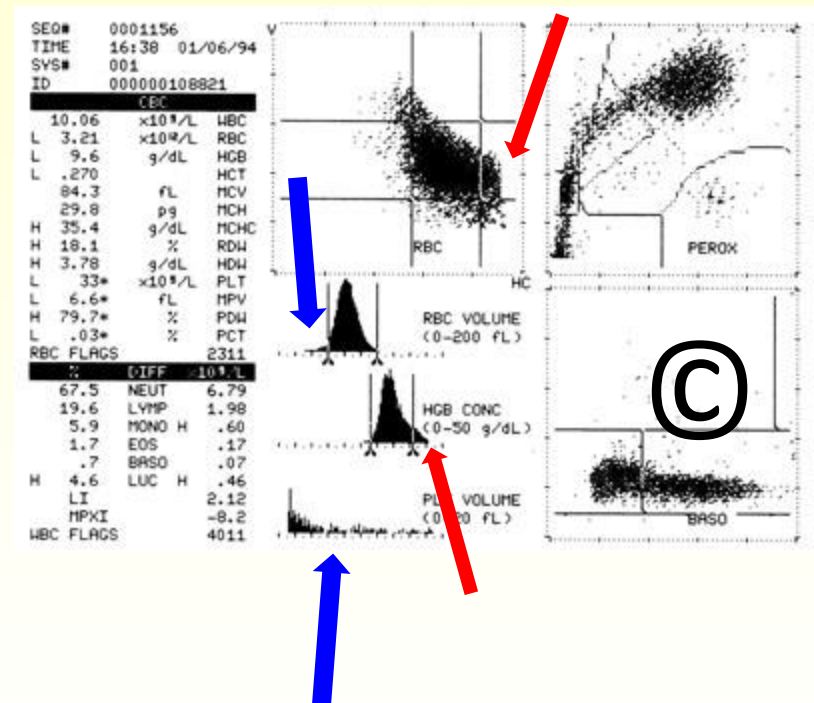 SEQ# 0001156
TIME 16:38 01/06/94
SYS# 001
ID 000000108821
CBC
10.06 x10⁹/L WBC
L 3.21 x10¹²/L RBC
L 9.6 g/dL HGB
L .270 HCT
84.3 fL MCV
29.8 pg MCH
H 35.4 g/dL MCHC
H 18.1 % RDW
H 3.78 g/dL HDW
L 33* x10⁹/L PLT
L 6.6* fL MPV
H 79.7* % PDW
L .03* % PCT
RBC FLAGS 2311
% DIFF x10⁹/L
67.5 NEUT 6.79
19.6 LYMP 1.98
5.9 MONO H .60
1.7 EOS .17
.7 BASO .07
H 4.6 LUC H .46
LI 2.12
MPXI -8.2
WBC FLAGS 4011
V
RBC
HC
PEROX
RBC VOLUME
(0-200 fL)
HGB CONC
(0-50 g/dL)
VOLUME
fL)
©
BASO